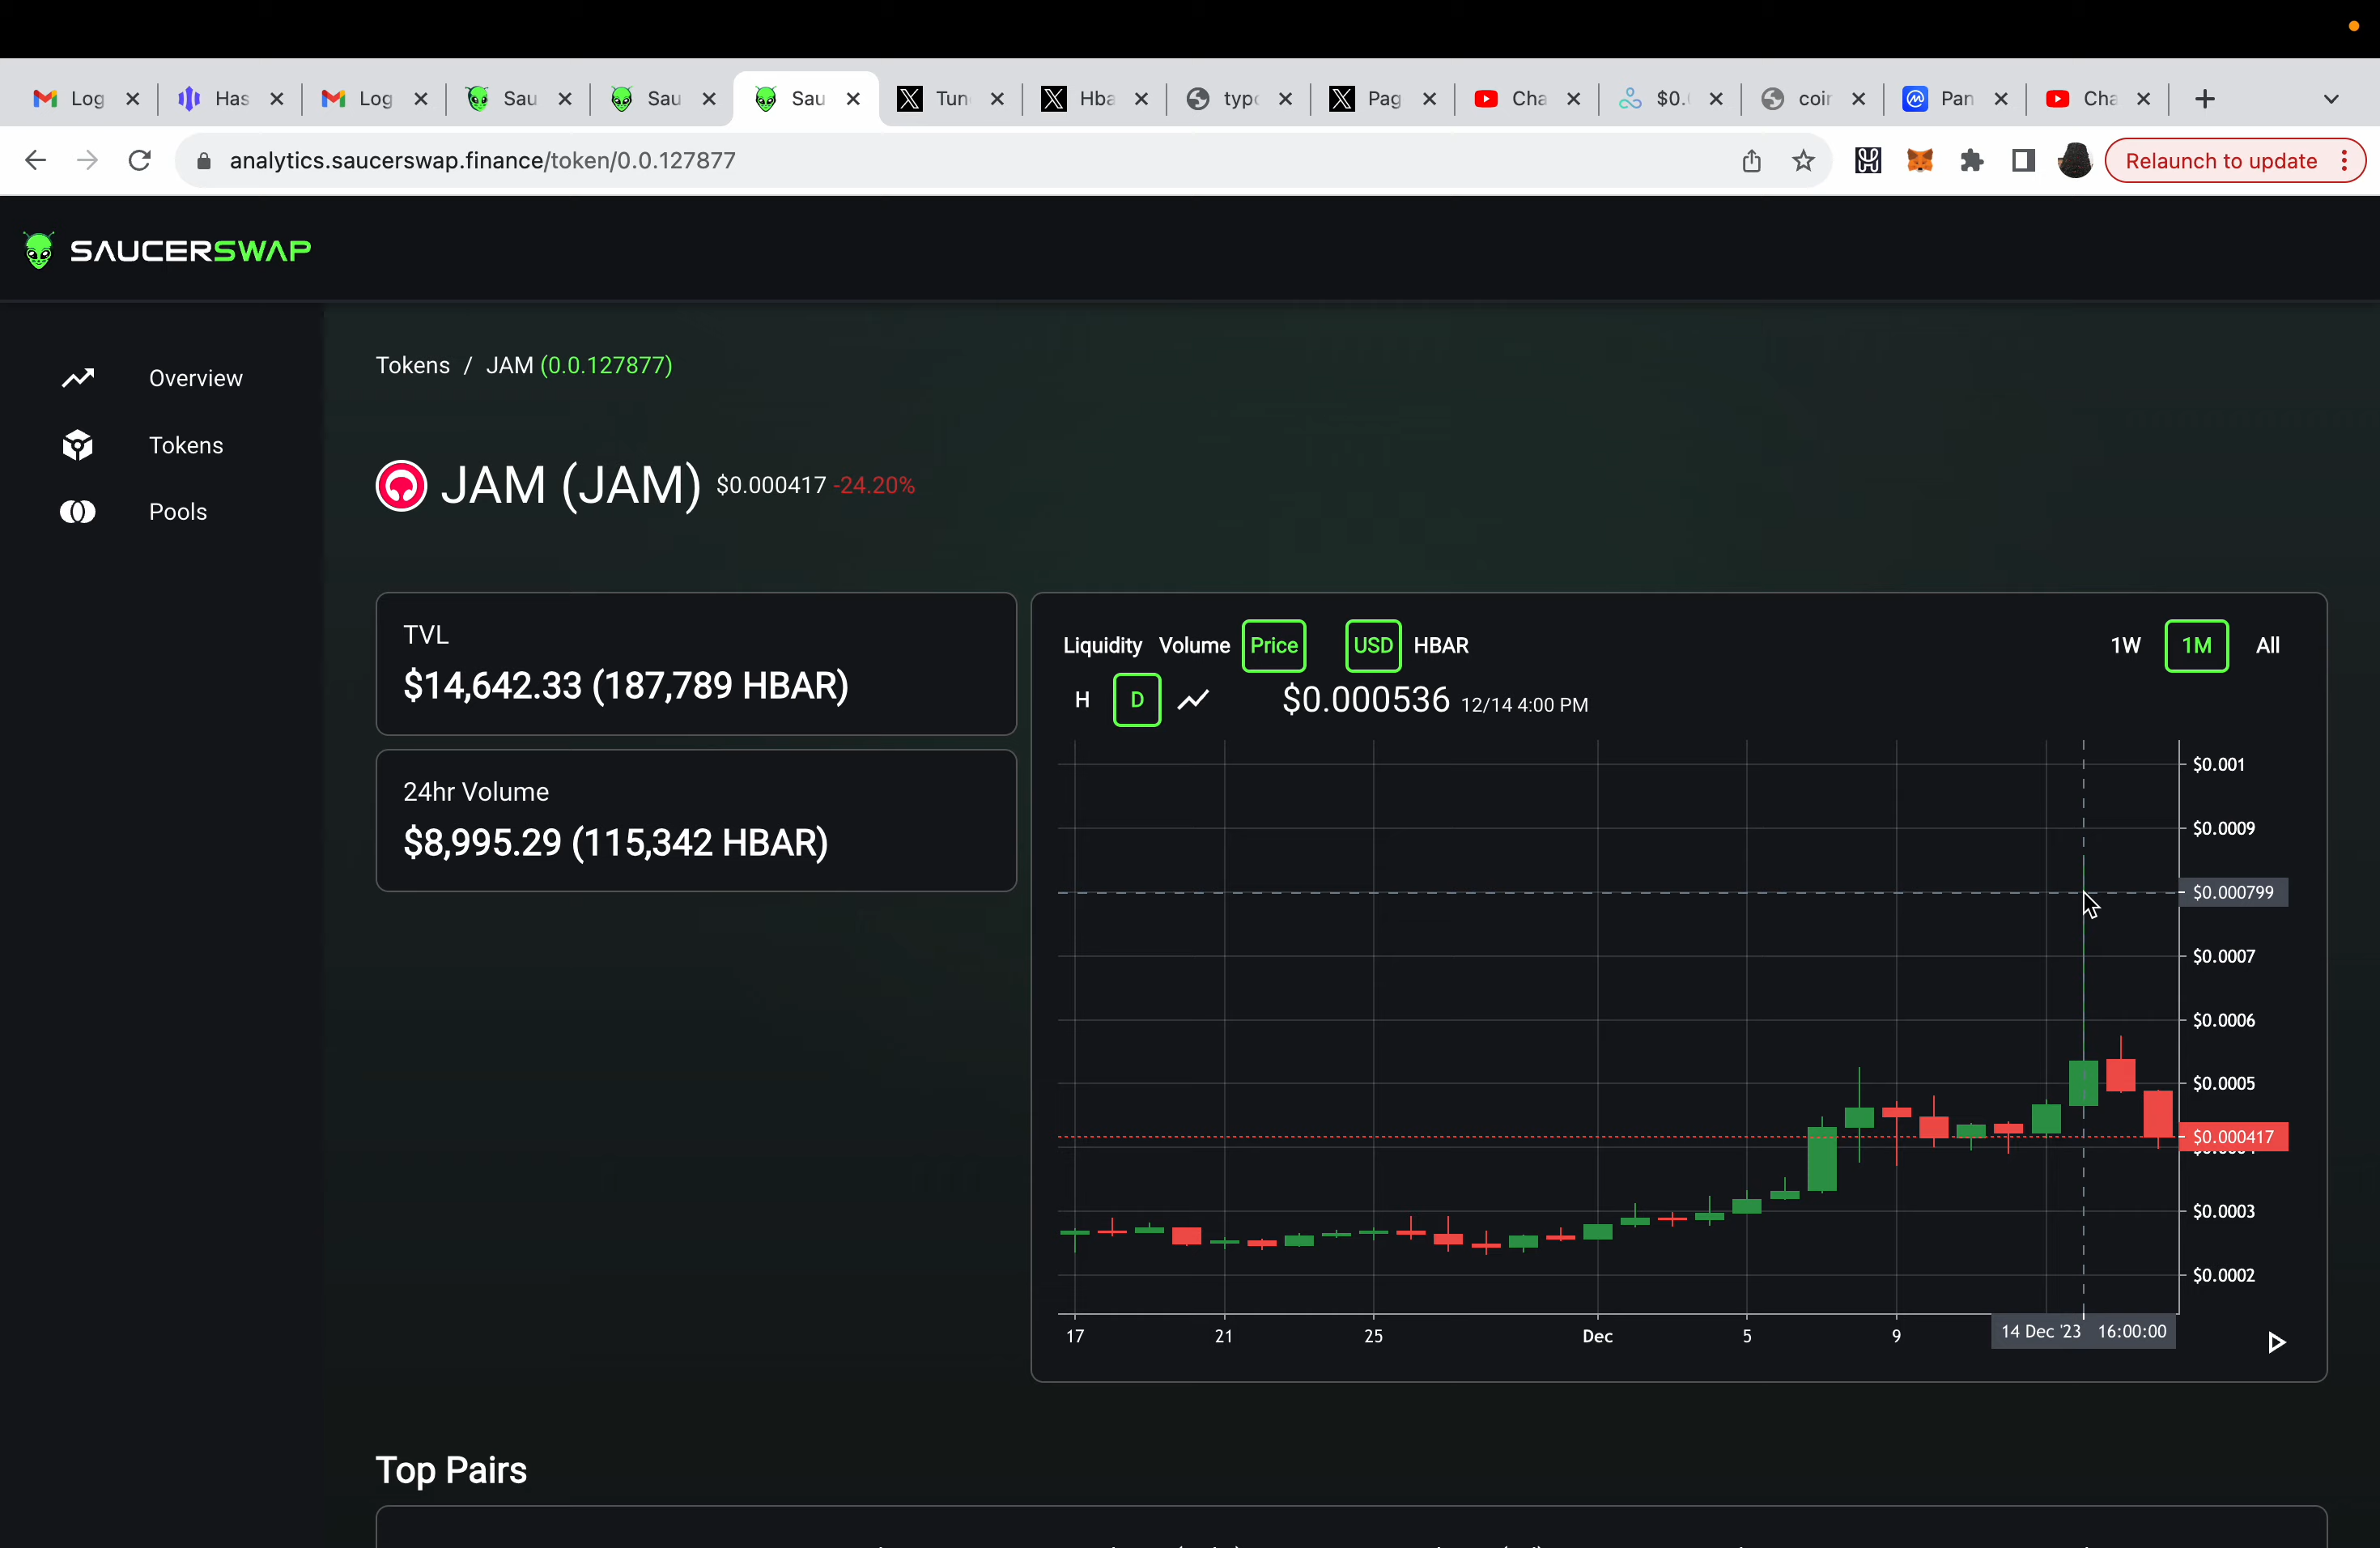 Log
Has
Log
Sau
Sau
Sau
Tun
Hba
typo
Pag
Cha
$0.
coin
Pan
Cha
analytics.saucerswap.finance/token/0.0.127877
Relaunch to update
SAUCERSWAP
Overview
Tokens
Pools
Tokens / JAM (0.0.127877)
JAM (JAM) $0.000417 -24.20%
TVL
$14,642.33 (187,789 HBAR)
24hr Volume
$8,995.29 (115,342 HBAR)
Liquidity Volume Price USD HBAR 1W 1M All
H D $0.000536 12/14 4:00 PM
$0.001
$0.0009
$0.000799
$0.0007
$0.0006
$0.0005
$0.000417
$0.0003
$0.0002
17 21 25 Dec 5 9 14 Dec '23 16:00:00
Top Pairs